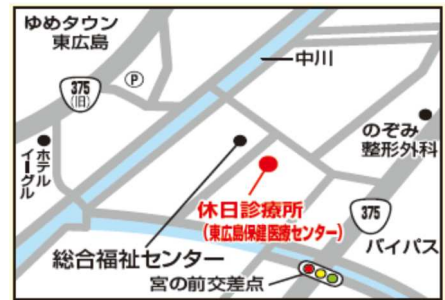 ゆめタウン
東広島
P
375
(旧)
中川
のぞみ
整形外科
ホテル
イーグル
休日診療所
(東広島保健医療センター)
375
バイパス
総合福祉センター
宮の前交差点